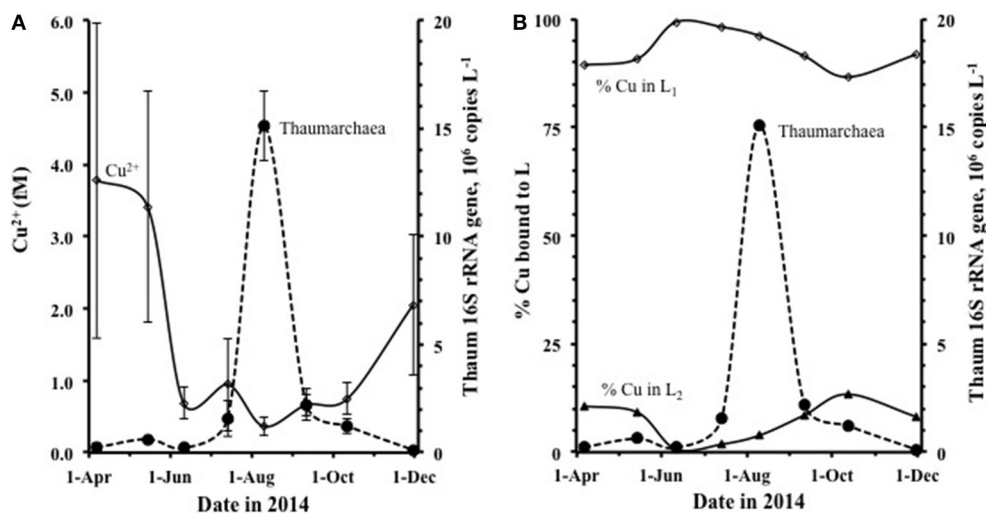 A
6.0
5.0
4.0
3.0
2.0
1.0
0.0
Cu²⁺ (fM)
Cu²⁺
Thaumarchaea
20
15
10
5
0
Thaum 16S rRNA gene, 10⁶ copies L⁻¹
1-Apr 1-Jun 1-Aug 1-Oct 1-Dec
Date in 2014
B
100
75
50
25
0
% Cu bound to L
% Cu in L₁
Thaumarchaea
% Cu in L₂
20
15
10
5
0
Thaum 16S rRNA gene, 10⁶ copies L⁻¹
1-Apr 1-Jun 1-Aug 1-Oct 1-Dec
Date in 2014